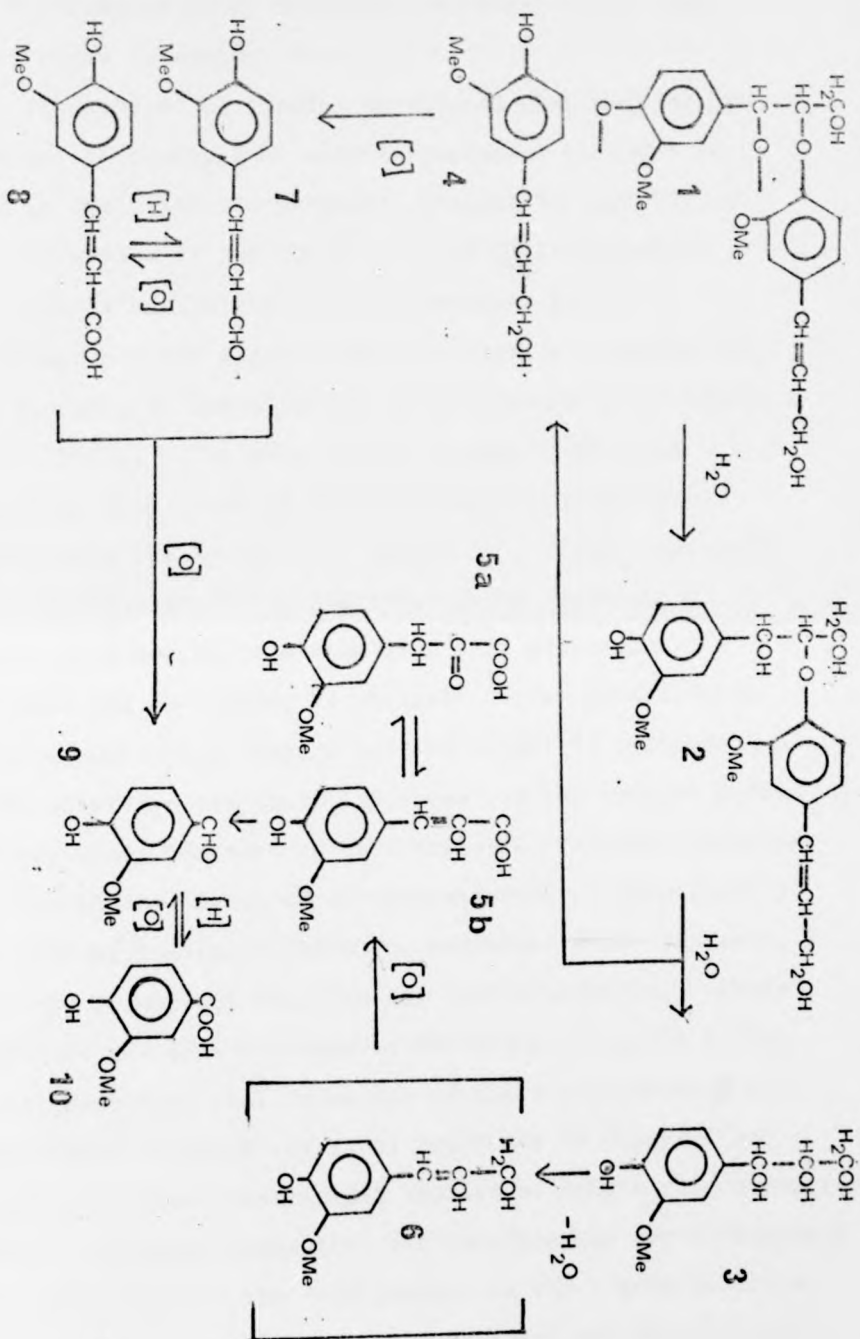 H₂COH
HC—O
HC—O—
O—
OMe
OMe
CH=CH—CH₂OH
1
H₂O
H₂COH
HC—O
HCOH
OH
OMe
OMe
CH=CH—CH₂OH
2
H₂O
H₂COH
HCOH
HCOH
OH
OMe
3
-H₂O
HO
MeO
CH=CH—CH₂OH.
4
[O]
HO
MeO
CH=CH—CHO.
7
[H]
[O]
HO
MeO
CH=CH—COOH
8
[O]
5a
COOH
C=O
HCH
OH
OMe
5b
COOH
COH
HC
OH
OMe
[O]
H₂COH
COH
HC
OH
OMe
6
9
CHO
OH
OMe
[H]
[O]
COOH
OH
OMe
10